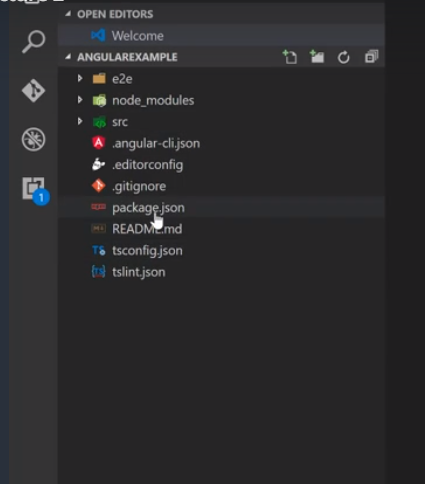 OPEN EDITORS
Welcome
ANGULAREXAMPLE
e2e
node_modules
src
.angular-cli.json
.editorconfig
.gitignore
package.json
README.md
tsconfig.json
tslint.json
1